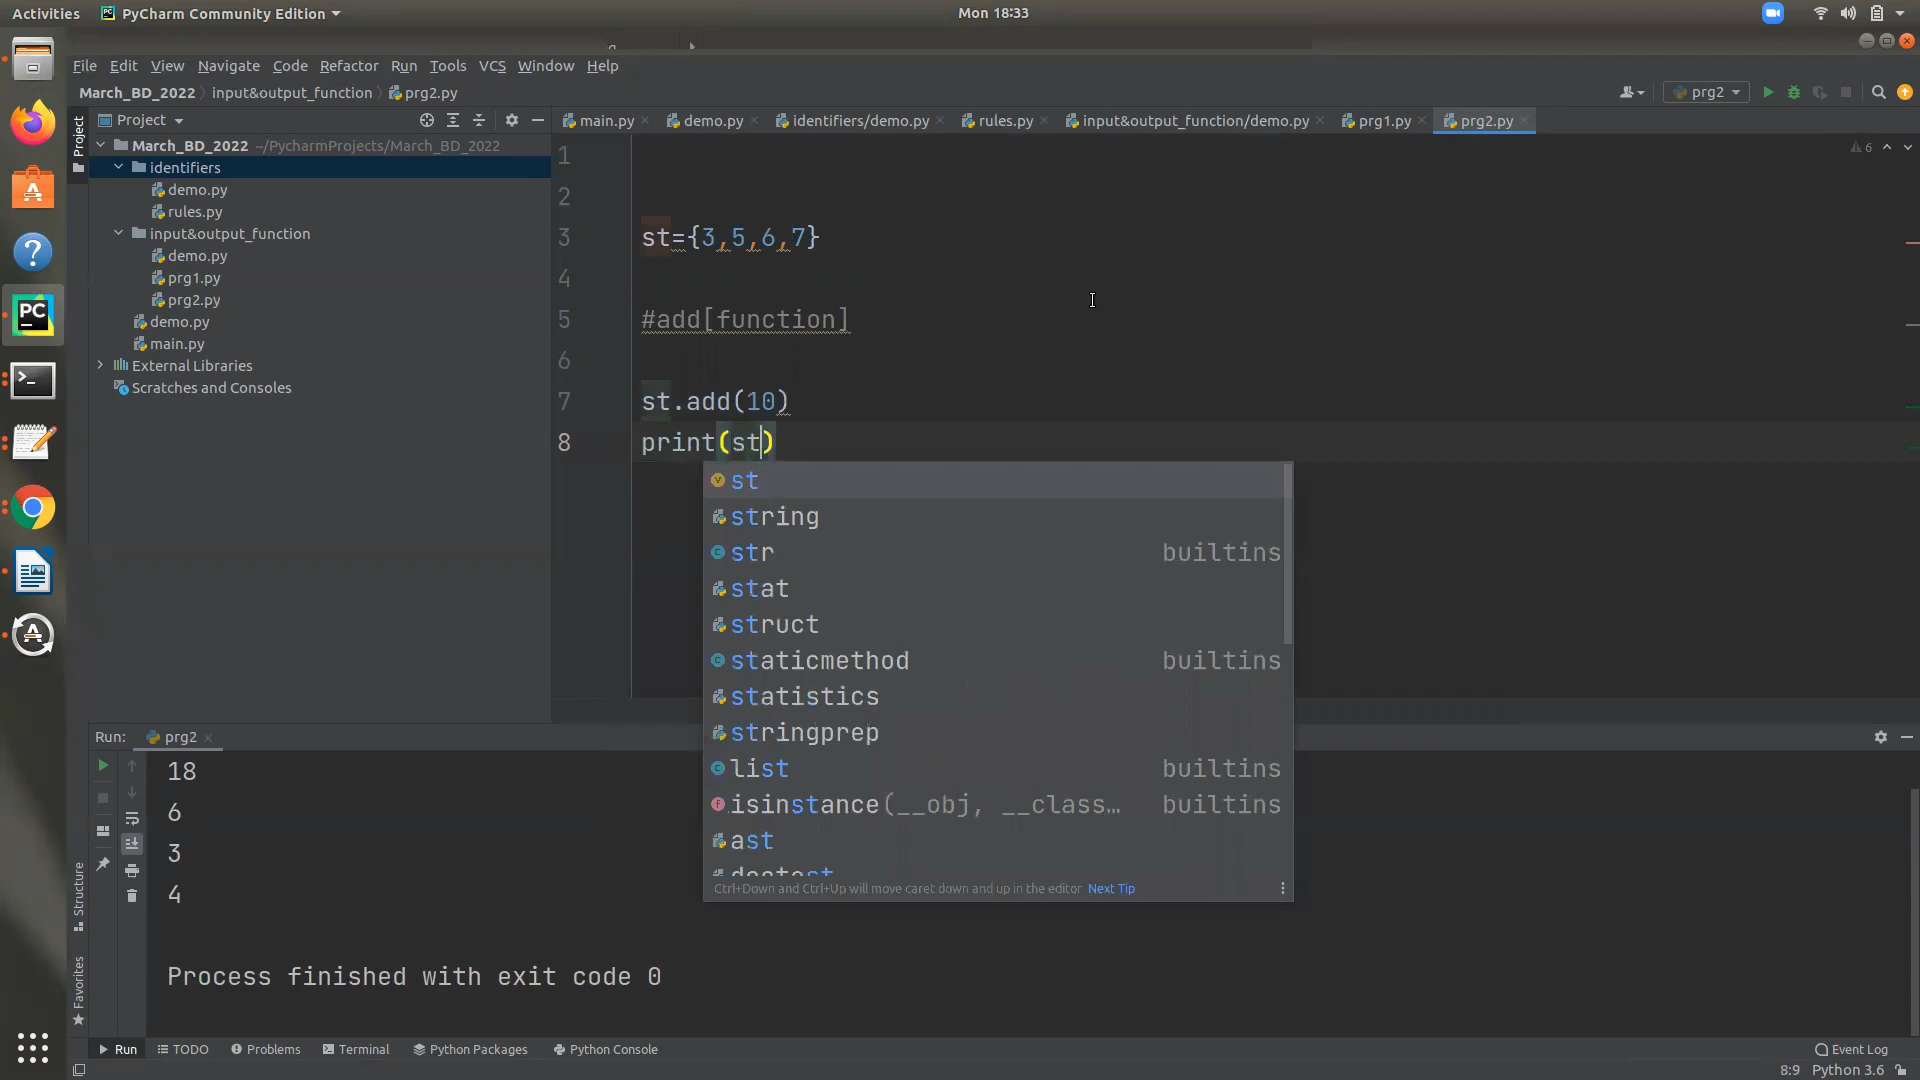 Activities PyCharm Community Edition Mon 18:33
File Edit View Navigate Code Refactor Run Tools VCS Window Help
March_BD_2022 input&output_function prg2.py prg2
Project main.py demo.py identifiers/demo.py rules.py input&output_function/demo.py prg1.py prg2.py
Project
March_BD_2022 ~/PycharmProjects/March_BD_2022
identifiers
demo.py
rules.py
input&output_function
demo.py
prg1.py
prg2.py
demo.py
main.py
External Libraries
Scratches and Consoles
6
1
2
3 st={3,5,6,7}
4
5 #add[function]
6
7 st.add(10)
8 print(st)
st
string
str builtins
stat
struct
staticmethod builtins
statistics
stringprep
list builtins
isinstance(__obj, __class… builtins
ast
Ctrl+Down and Ctrl+Up will move caret down and up in the editor Next Tip
Run: prg2
18
6
3
4
Process finished with exit code 0
Structure
Favorites
Run TODO Problems Terminal Python Packages Python Console Event Log
8:9 Python 3.6